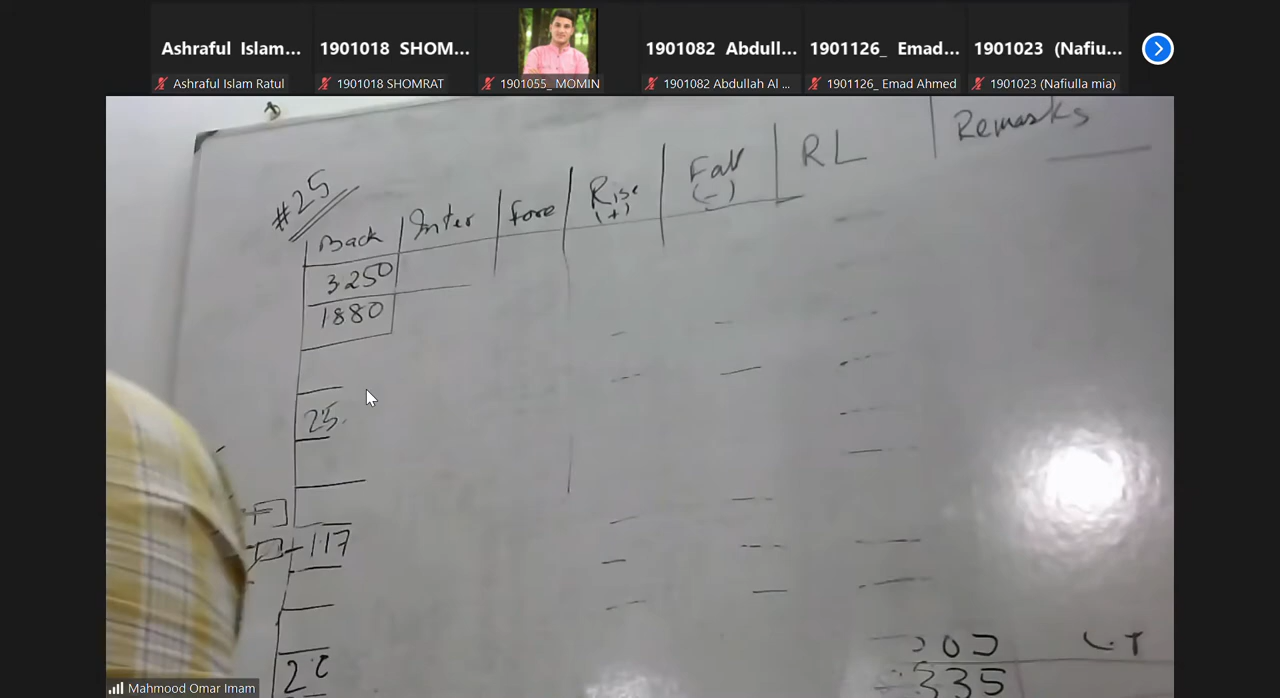 Ashraful Islam... 1901018 SHOM... 1901082 Abdull... 1901126_ Emad... 1901023 (Nafiu...
Ashraful Islam Ratul 1901018 SHOMRAT 1901055_ MOMIN 1901082 Abdullah Al ... 1901126_ Emad Ahmed 1901023 (Nafiulla mia)
#25
Back Inter Fore Rise (+) Fall (-) RL Remarks
3.250
1880
25.
F
117
335
Mahmood Omar Imam